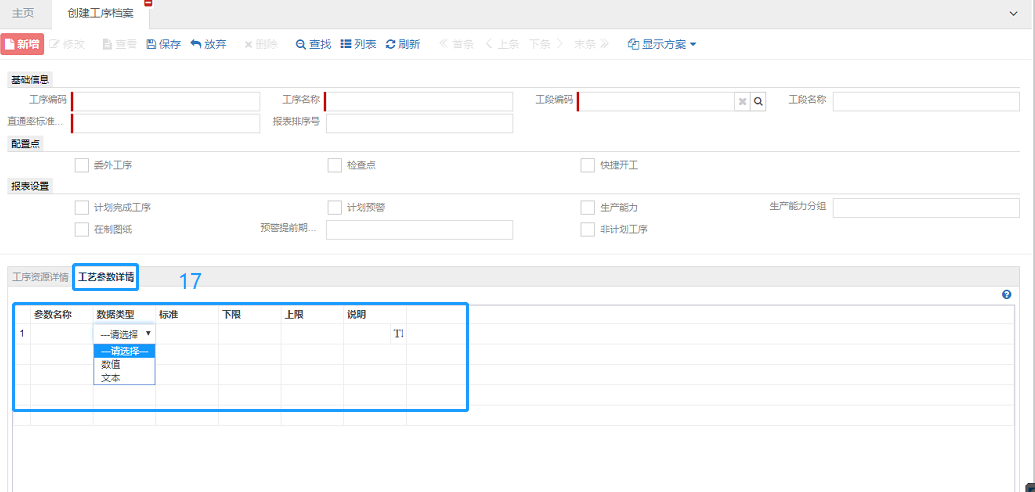 主页 创建工序档案
新增 修改 查看 保存 放弃 删除 查找 列表 刷新 首条 上条 下条 末条 显示方案
基础信息
工序编码 工序名称 工段编码 工段名称
直通率标准... 报表排序号
配置点
委外工序 检查点 快捷开工
报表设置
计划完成工序 计划预警 生产能力 生产能力分组
在制图纸 预警提前期... 非计划工序
工序资源详情 工艺参数详情 17
参数名称 数据类型 标准 下限 上限 说明
1 ---请选择 TI
---请选择---
数值
文本